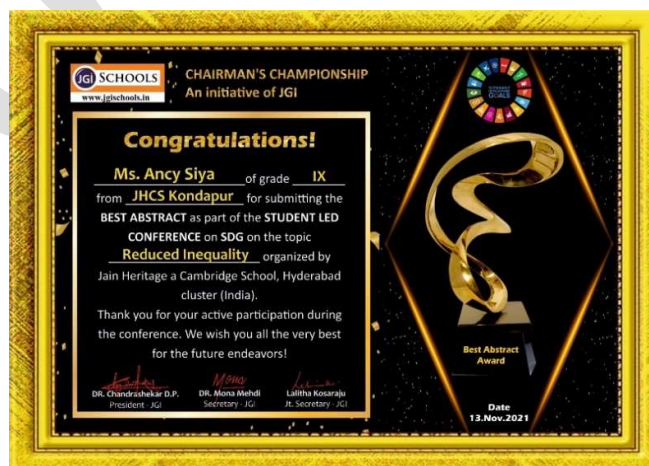 JGI SCHOOLS
www.jgischools.in
CHAIRMAN'S CHAMPIONSHIP
An initiative of JGI
Congratulations!
Ms. Ancy Siya of grade IX
from JHCS Kondapur for submitting the
BEST ABSTRACT as part of the STUDENT LED
CONFERENCE on SDG on the topic
Reduced Inequality organized by
Jain Heritage a Cambridge School, Hyderabad
cluster (India).
Thank you for your active participation during
the conference. We wish you all the very best
for the future endeavors!
DR. Chandrashekar D.P.
President - JGI
Mona
DR. Mona Mehdi
Secretary - JGI
Lalitha Kosaraju
Jt. Secretary - JGI
GOALS
Best Abstract
Award
Date
13.Nov.2021